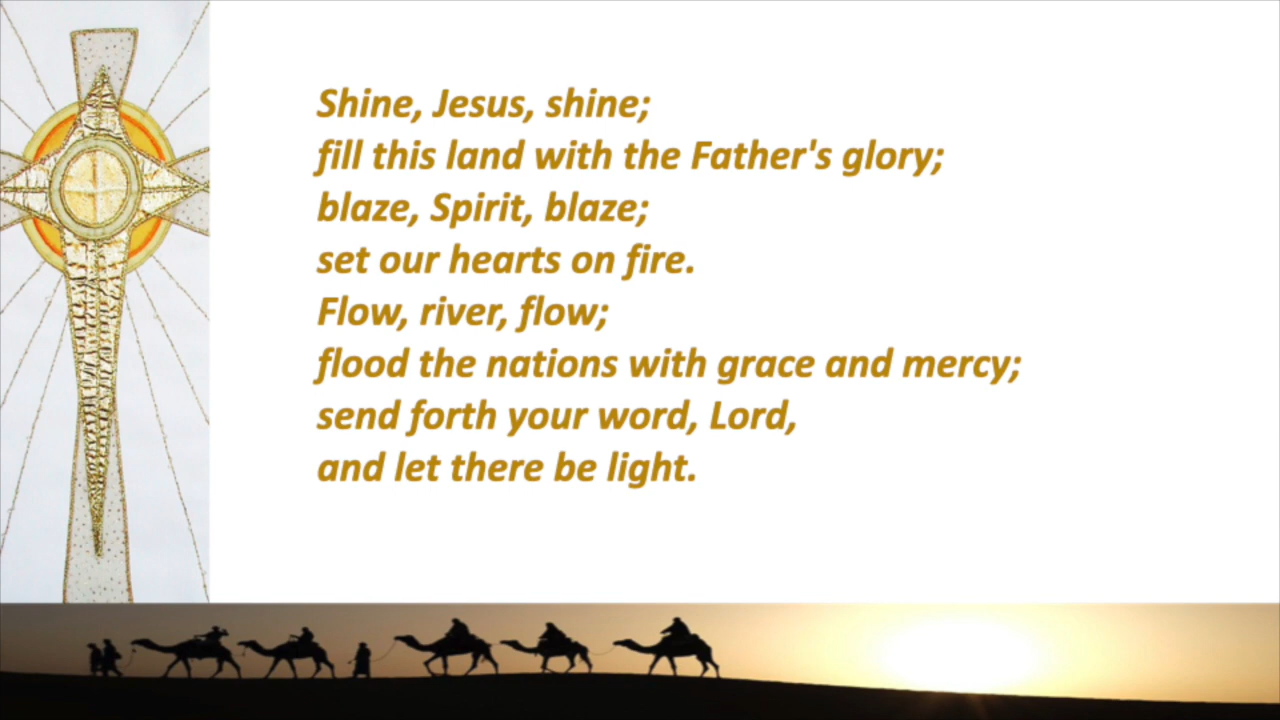 Shine, Jesus, shine;
fill this land with the Father's glory;
blaze, Spirit, blaze;
set our hearts on fire.
Flow, river, flow;
flood the nations with grace and mercy;
send forth your word, Lord,
and let there be light.